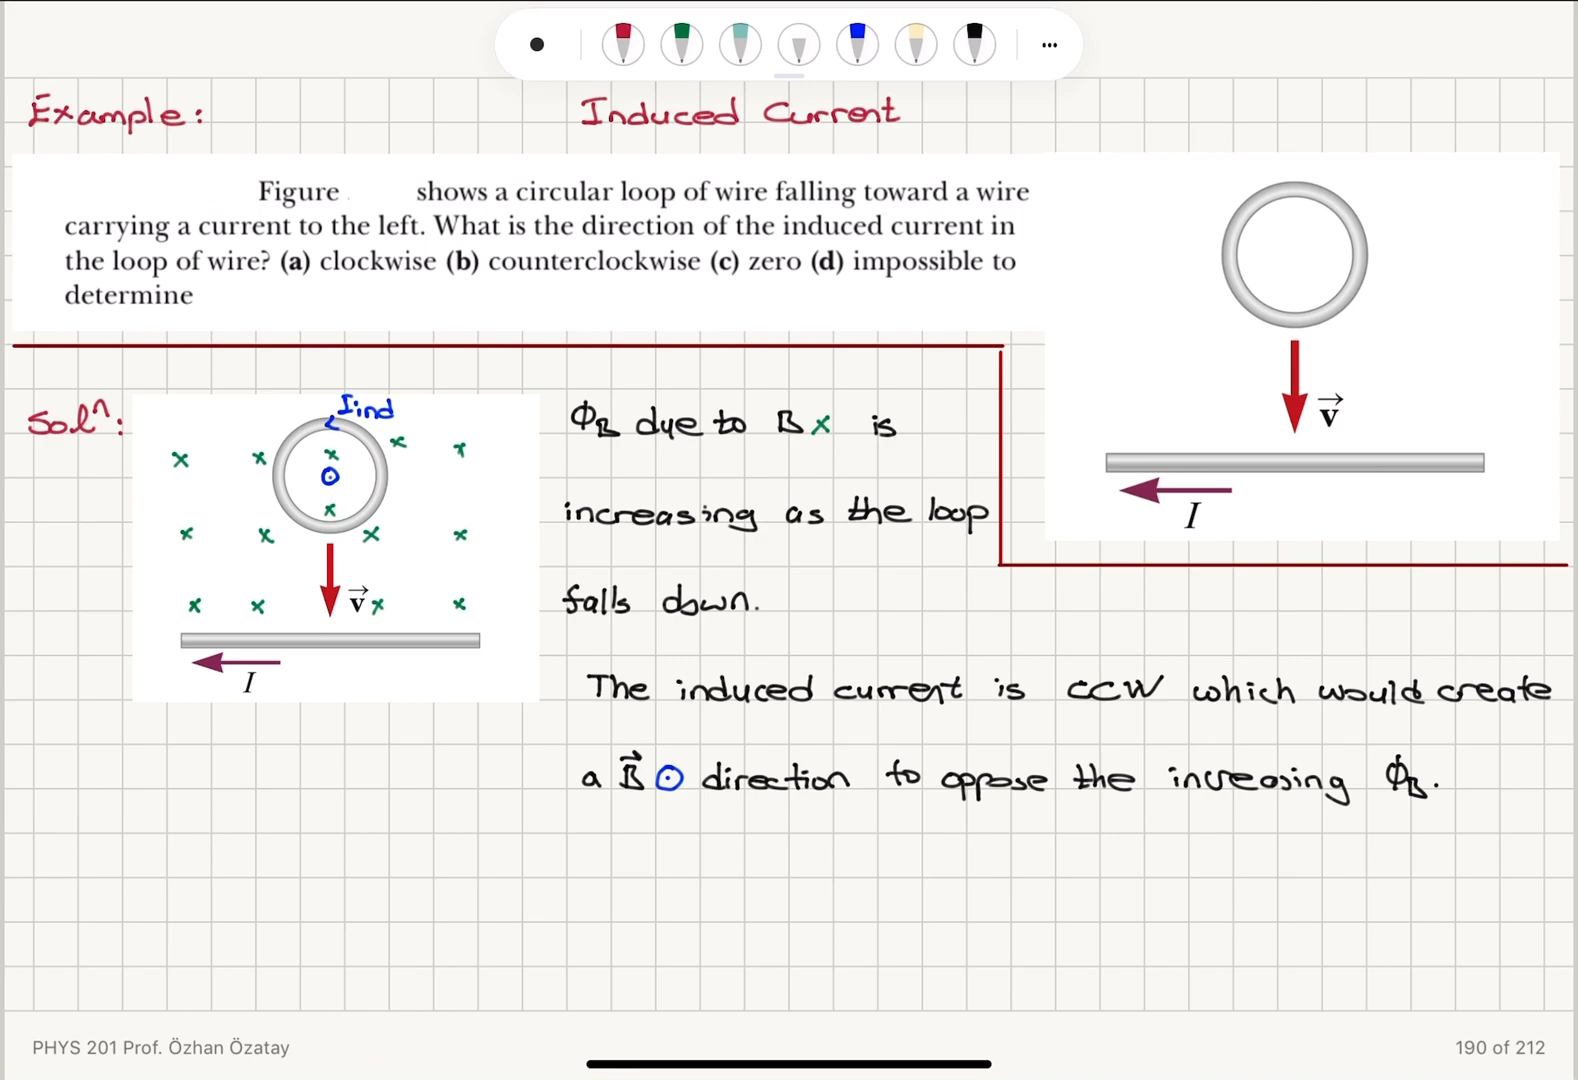 Example:
Induced Current
Figure shows a circular loop of wire falling toward a wire
carrying a current to the left. What is the direction of the induced current in
the loop of wire? (a) clockwise (b) counterclockwise (c) zero (d) impossible to
determine
v
I
Solⁿ:
Iind
v
I
ΦB due to B x is
increasing as the loop
falls down.
The induced current is CCW which would create
a B⃗ ⊙ direction to oppose the increasing ΦB.
PHYS 201 Prof. Özhan Özatay
190 of 212